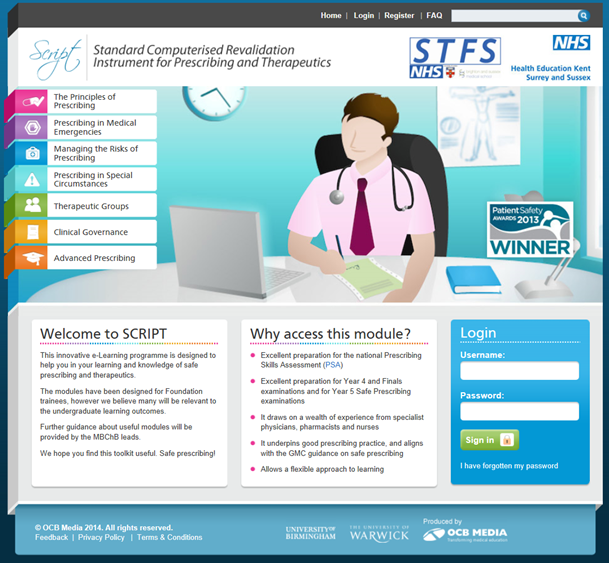 Home | Login | Register | FAQ
Script
Standard Computerised Revalidation
Instrument for Prescribing and Therapeutics
STFS
NHS
NHS
Health Education Kent
Surrey and Sussex
The Principles of
Prescribing
Prescribing in Medical
Emergencies
Managing the Risks of
Prescribing
Prescribing in Special
Circumstances
Therapeutic Groups
Clinical Governance
Advanced Prescribing
Patient Safety
AWARDS 2013
WINNER
Welcome to SCRIPT
This innovative e-Learning programme is designed to
help you in your learning and knowledge of safe
prescribing and therapeutics.
The modules have been designed for Foundation
trainees, however we believe many will be relevant to
the undergraduate learning outcomes.
Further guidance about useful modules will be
provided by the MBChB leads.
We hope you find this toolkit useful. Safe prescribing!
Why access this module?
Excellent preparation for the national Prescribing
Skills Assessment (PSA)
Excellent preparation for Year 4 and Finals
examinations and for Year 5 Safe Prescribing
examinations
It draws on a wealth of experience from specialist
physicians, pharmacists and nurses
It underpins good prescribing practice, and aligns
with the GMC guidance on safe prescribing
Allows a flexible approach to learning
Login
Username:
Password:
Sign in
I have forgotten my password
© OCB Media 2014. All rights reserved.
Feedback | Privacy Policy | Terms & Conditions
UNIVERSITY OF
BIRMINGHAM
THE UNIVERSITY OF
WARWICK
Produced by
OCB MEDIA
transforming medical education